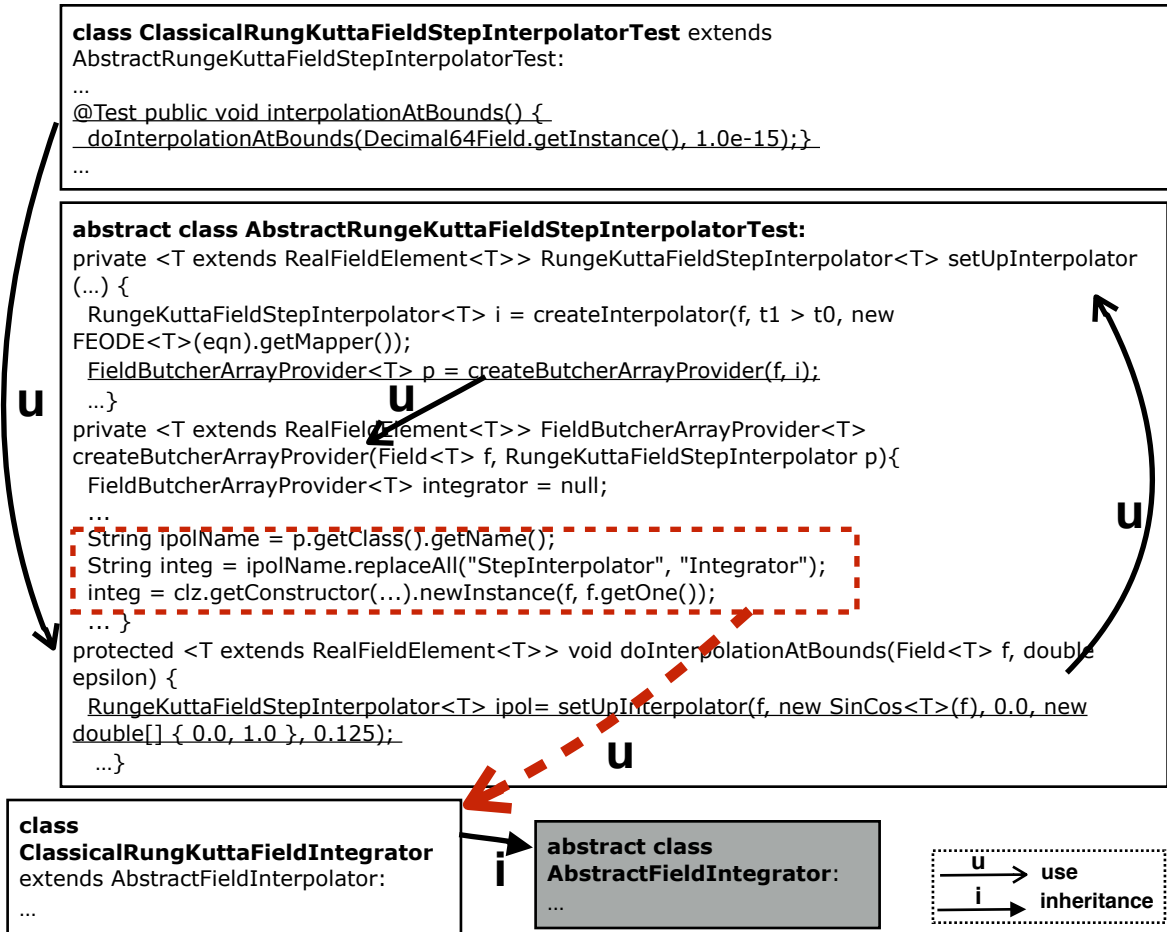 class ClassicalRungKuttaFieldStepInterpolatorTest extends
AbstractRungeKuttaFieldStepInterpolatorTest:
…
@Test public void interpolationAtBounds() {
doInterpolationAtBounds(Decimal64Field.getInstance(), 1.0e-15);}
…
abstract class AbstractRungeKuttaFieldStepInterpolatorTest:
private <T extends RealFieldElement<T>> RungeKuttaFieldStepInterpolator<T> setUpInterpolator
(…) {
RungeKuttaFieldStepInterpolator<T> i = createInterpolator(f, t1 > t0, new
FEODE<T>(eqn).getMapper());
FieldButcherArrayProvider<T> p = createButcherArrayProvider(f, i);
…}
u
u
private <T extends RealFieldElement<T>> FieldButcherArrayProvider<T>
createButcherArrayProvider(Field<T> f, RungeKuttaFieldStepInterpolator p){
FieldButcherArrayProvider<T> integrator = null;
...
u
String ipolName = p.getClass().getName();
String integ = ipolName.replaceAll("StepInterpolator", "Integrator");
integ = clz.getConstructor(...).newInstance(f, f.getOne());
... }
protected <T extends RealFieldElement<T>> void doInterpolationAtBounds(Field<T> f, double
epsilon) {
RungeKuttaFieldStepInterpolator<T> ipol= setUpInterpolator(f, new SinCos<T>(f), 0.0, new
double[] { 0.0, 1.0 }, 0.125);
…}
u
class
ClassicalRungKuttaFieldIntegrator
extends AbstractFieldInterpolator:
…
i
abstract class
AbstractFieldIntegrator:
…
u
use
i
inheritance